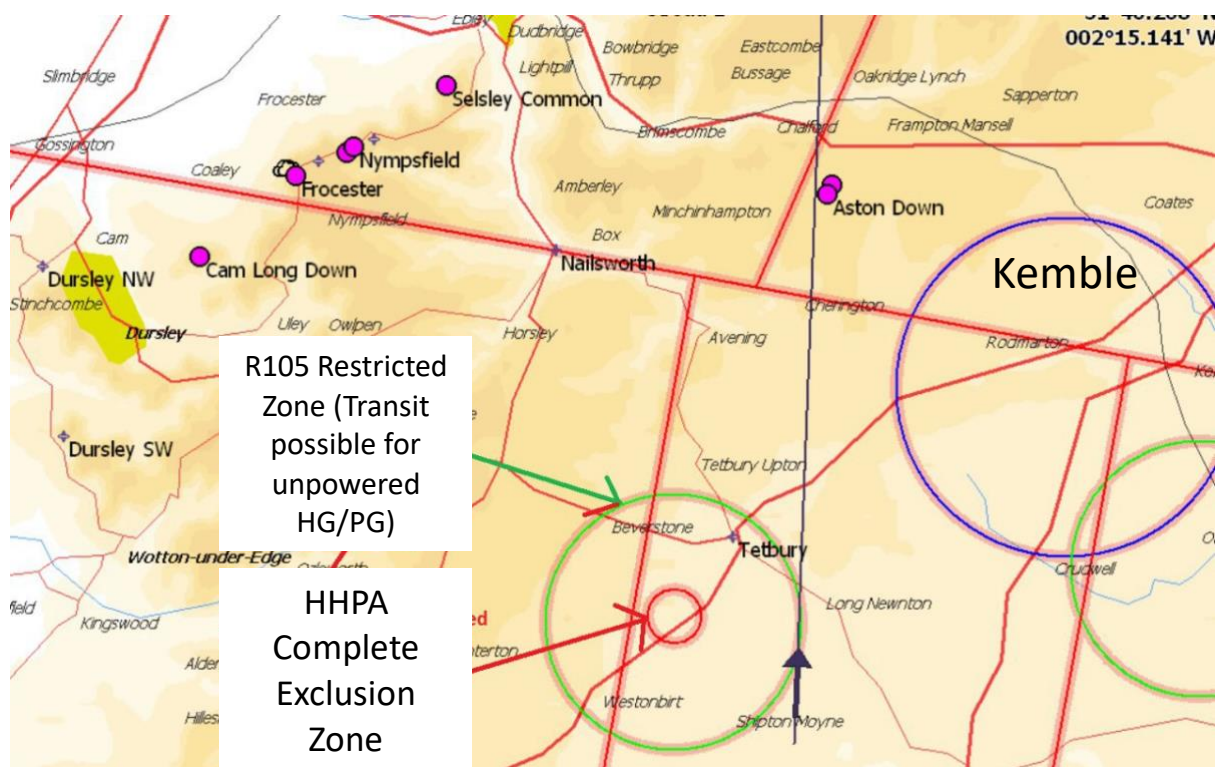 002°15.141' W
Ebley
Dudbridge
Bowbridge
Eastcombe
Slimbridge
Lightpill
Thrupp
Bussage
Oakridge Lynch
Frocester
Selsley Common
Sapperton
Brimscombe
Chalford
Frampton Mansell
Gossington
Coaley
Nympsfield
Frocester
Amberley
Aston Down
Coates
Nympsfield
Minchinhampton
Cam
Box
Dursley NW
Cam Long Down
Nailsworth
Kemble
Stinchcombe
Cherington
Dursley
Uley
Owlpen
Horsley
Avening
Rodmarton
R105 Restricted
Zone (Transit
possible for
unpowered
HG/PG)
Dursley SW
Tetbury Upton
Beverstone
Wotton-under-Edge
Tetbury
Crudwell
HHPA
Complete
Exclusion
Zone
Kingswood
Long Newnton
Westonbirt
Shipton Moyne